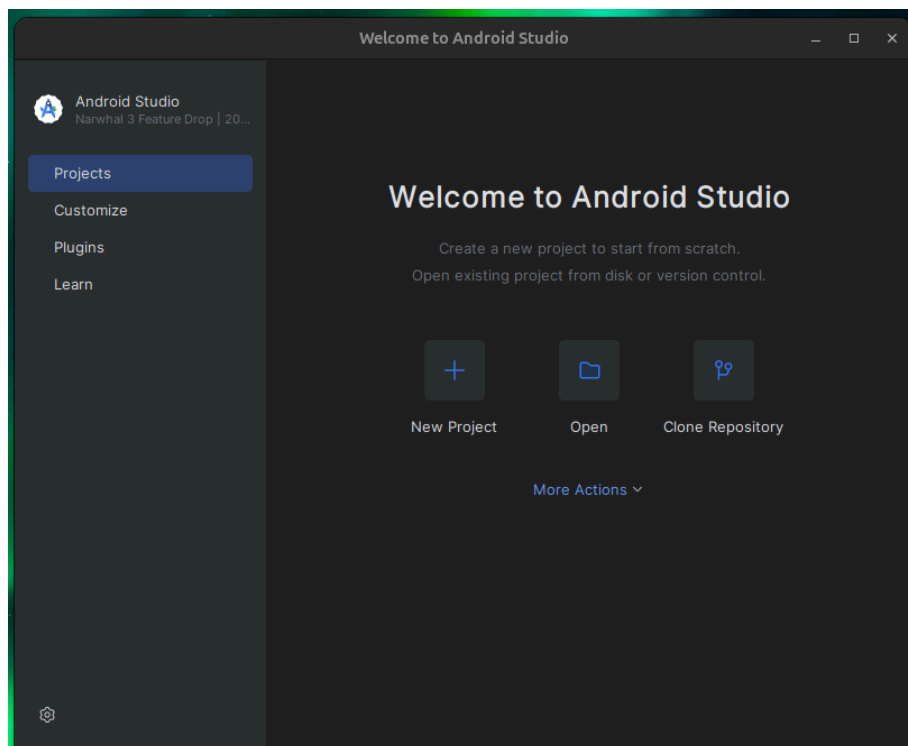 Welcome to Android Studio
Android Studio
Narwhal 3 Feature Drop | 20...
Projects
Customize
Plugins
Learn
Welcome to Android Studio
Create a new project to start from scratch.
Open existing project from disk or version control.
New Project
Open
Clone Repository
More Actions